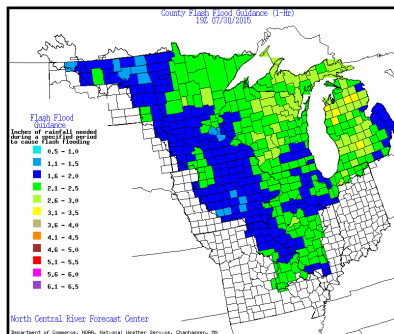 County Flash Flood Guidance (1-Hr)
19Z 07/30/2015
Flash Flood
Guidance
Inches of rainfall needed
during a specified period
to cause flash flooding
0.5 - 1.0
1.1 - 1.5
1.6 - 2.0
2.1 - 2.5
2.6 - 3.0
3.1 - 3.5
3.6 - 4.0
4.1 - 4.5
4.6 - 5.0
5.1 - 5.5
5.6 - 6.0
6.1 - 6.5
North Central River Forecast Center
Department of Commerce, NOAA, National Weather Service, Chanhassen, MN